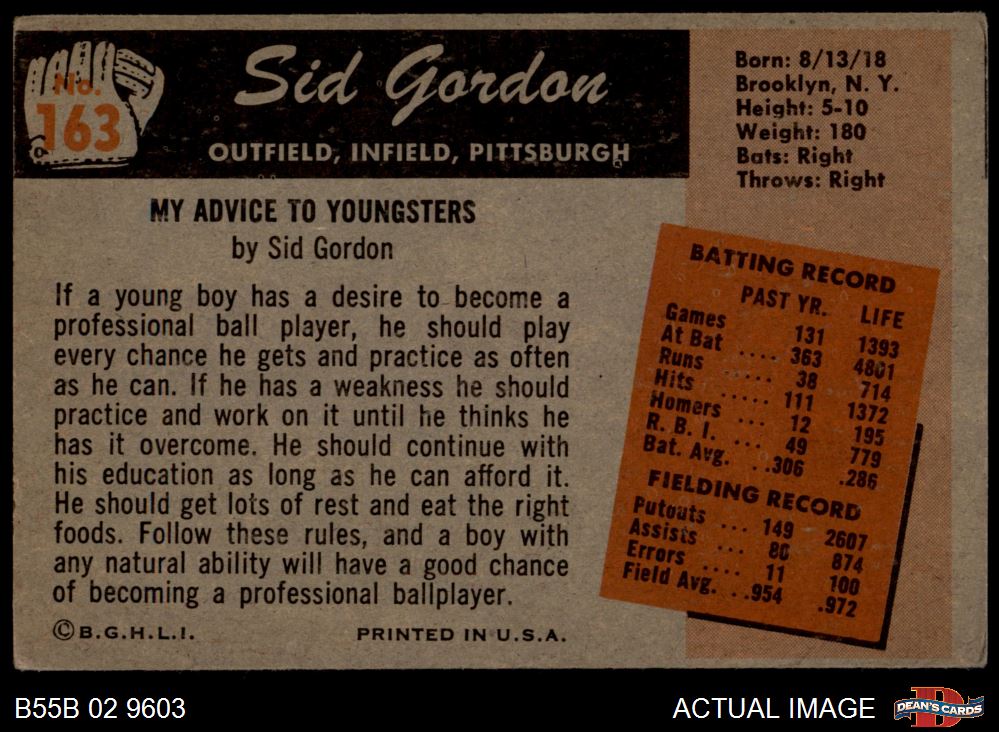 No.
163
Sid Gordon
OUTFIELD, INFIELD, PITTSBURGH
Born: 8/13/18
Brooklyn, N. Y.
Height: 5-10
Weight: 180
Bats: Right
Throws: Right
MY ADVICE TO YOUNGSTERS
by Sid Gordon
If a young boy has a desire to become a
professional ball player, he should play
every chance he gets and practice as often
as he can. If he has a weakness he should
practice and work on it until he thinks he
has it overcome. He should continue with
his education as long as he can afford it.
He should get lots of rest and eat the right
foods. Follow these rules, and a boy with
any natural ability will have a good chance
of becoming a professional ballplayer.
BATTING RECORD
PAST YR. LIFE
Games 131 1393
At Bat .... 363 4801
Runs ..... 38 714
Hits ..... 111 1372
Homers ... 12 195
R. B. I. ... 49 779
Bat. Avg. ..306 .286
FIELDING RECORD
Putouts ... 149 2607
Assists ... 80 874
Errors .... 11 100
Field Avg. ..954 .972
©B.G.H.L.I. PRINTED IN U.S.A.
B55B 02 9603
ACTUAL IMAGE
D
DEAN'S CARDS